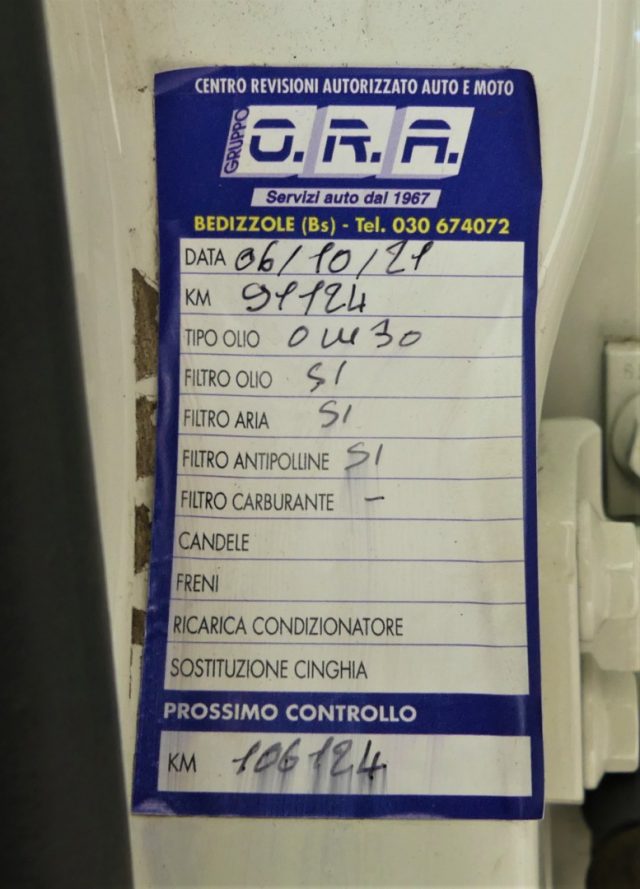 CENTRO REVISIONI AUTORIZZATO AUTO E MOTO
GRUPPO O.R.A.
Servizi auto dal 1967
BEDIZZOLE (Bs) - Tel. 030 674072
DATA 06/10/21
KM 91124
TIPO OLIO 0W30
FILTRO OLIO SI
FILTRO ARIA SI
FILTRO ANTIPOLLINE SI
FILTRO CARBURANTE –
CANDELE
FRENI
RICARICA CONDIZIONATORE
SOSTITUZIONE CINGHIA
PROSSIMO CONTROLLO
KM 106124